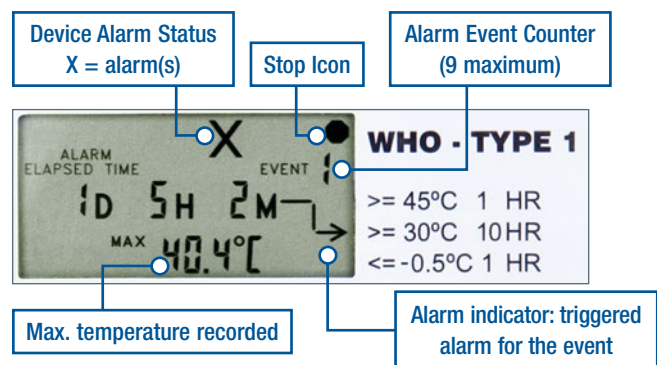 Device Alarm Status
X = alarm(s)
Stop Icon
Alarm Event Counter
(9 maximum)
X
ALARM
ELAPSED TIME
EVENT 1
1D 5H 2M
MAX 40.4°C
WHO - TYPE 1
>= 45ºC 1 HR
>= 30ºC 10HR
<= -0.5ºC 1 HR
Max. temperature recorded
Alarm indicator: triggered
alarm for the event